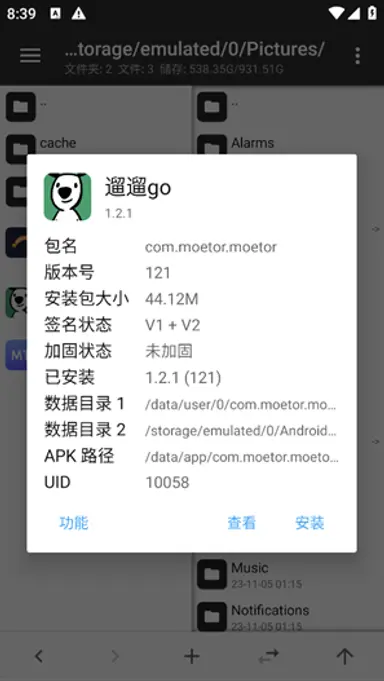 8:39
...torage/emulated/0/Pictures/
文件夹: 2 文件: 3 储存: 538.35G/931.51G
..
..
cache
Alarms
遛遛go
1.2.1
包名 com.moetor.moetor
版本号 121
安装包大小 44.12M
签名状态 V1 + V2
加固状态 未加固
已安装 1.2.1 (121)
数据目录 1 /data/user/0/com.moetor.mo...
数据目录 2 /storage/emulated/0/Android...
APK 路径 /data/app/com.moetor.moeto...
UID 10058
功能 查看 安装
Music
23-11-05 01:15
Notifications
23-11-05 01:15